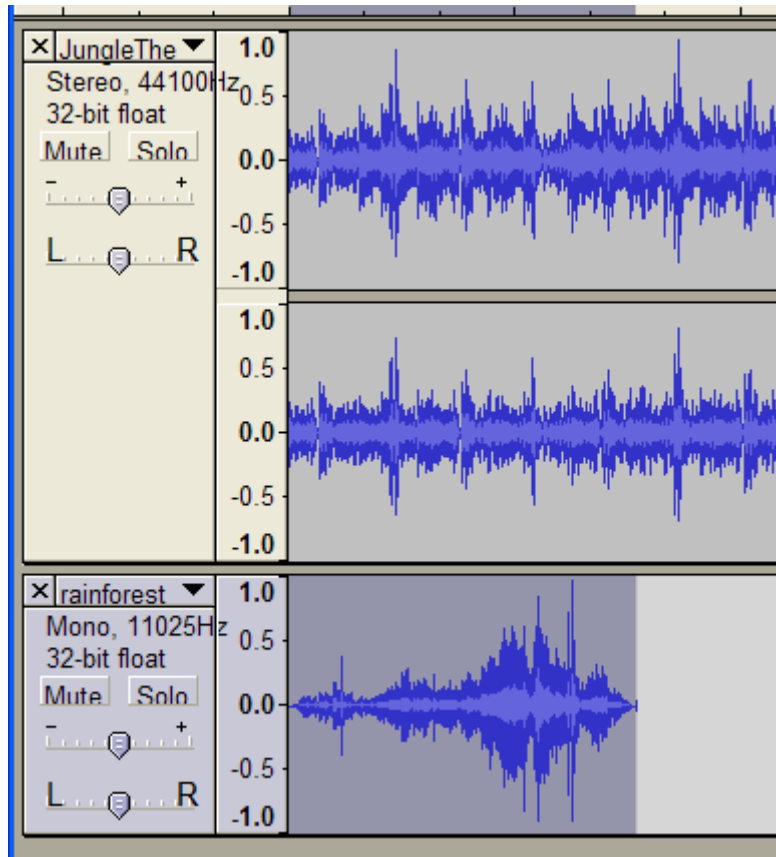 JungleThe
Stereo, 44100Hz
32-bit float
Mute Solo
- +
L R
1.0
0.5
0.0
-0.5
-1.0
1.0
0.5
0.0
-0.5
-1.0
rainforest
Mono, 11025Hz
32-bit float
Mute Solo
- +
L R
1.0
0.5
0.0
-0.5
-1.0